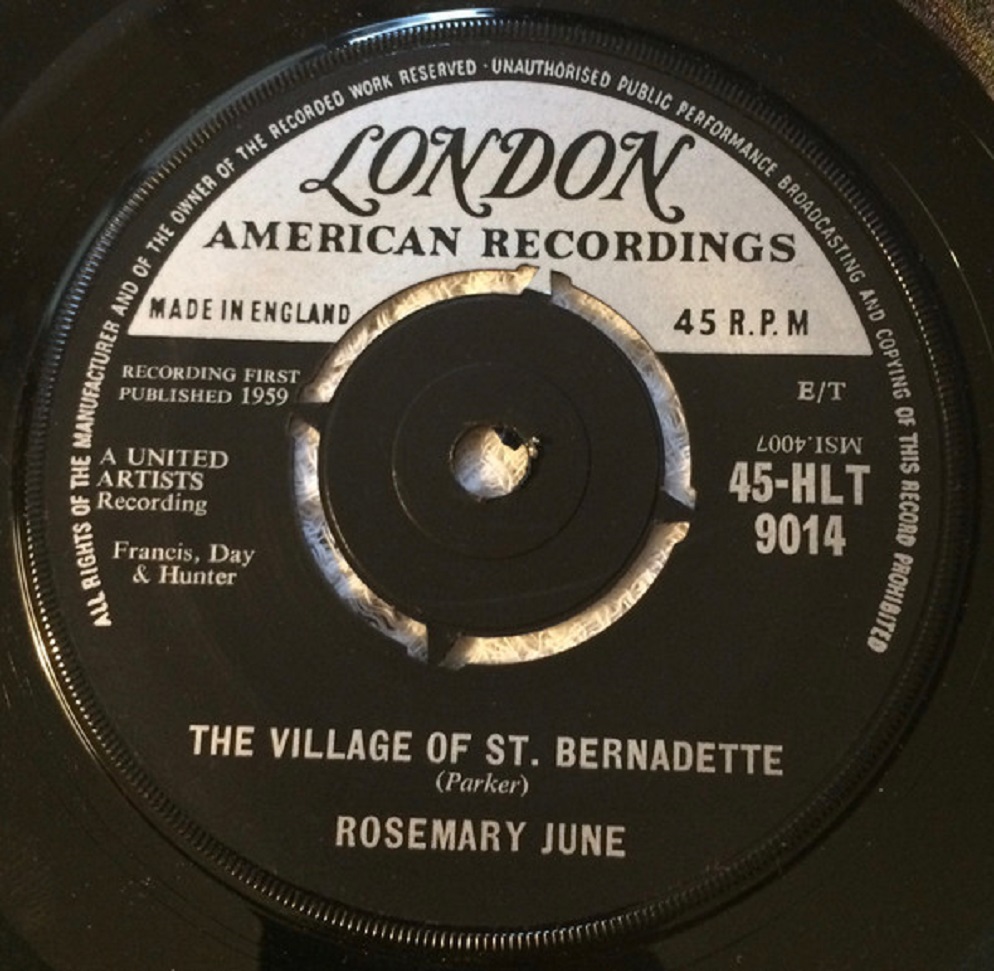 ALL RIGHTS OF THE MANUFACTURER AND OF THE OWNER OF THE RECORDED WORK RESERVED · UNAUTHORISED PUBLIC PERFORMANCE BROADCASTING AND COPYING OF THIS RECORD PROHIBITED
LONDON
AMERICAN RECORDINGS
MADE IN ENGLAND
45 R.P.M
RECORDING FIRST
PUBLISHED 1959
E/T
MSI.4007
45-HLT
9014
A UNITED
ARTISTS
Recording
Francis, Day
& Hunter
THE VILLAGE OF ST. BERNADETTE
(Parker)
ROSEMARY JUNE